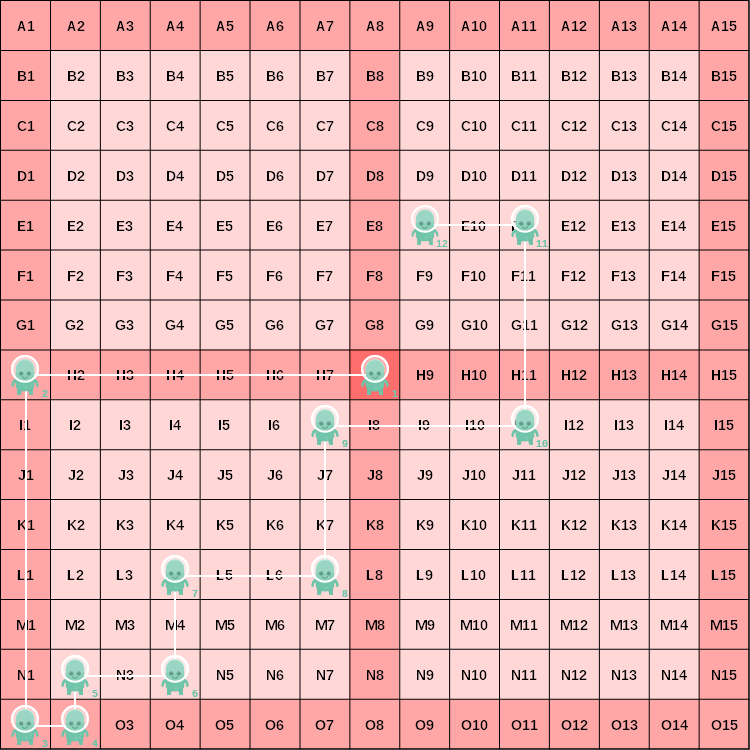 A1 A2 A3 A4 A5 A6 A7 A8 A9 A10 A11 A12 A13 A14 A15
B1 B2 B3 B4 B5 B6 B7 B8 B9 B10 B11 B12 B13 B14 B15
C1 C2 C3 C4 C5 C6 C7 C8 C9 C10 C11 C12 C13 C14 C15
D1 D2 D3 D4 D5 D6 D7 D8 D9 D10 D11 D12 D13 D14 D15
E1 E2 E3 E4 E5 E6 E7 E8 12 E10 11 E12 E13 E14 E15
F1 F2 F3 F4 F5 F6 F7 F8 F9 F10 F11 F12 F13 F14 F15
G1 G2 G3 G4 G5 G6 G7 G8 G9 G10 G11 G12 G13 G14 G15
2 H2 H3 H4 H5 H6 H7 1 H9 H10 H11 H12 H13 H14 H15
I1 I2 I3 I4 I5 I6 9 I8 I9 I10 10 I12 I13 I14 I15
J1 J2 J3 J4 J5 J6 J7 J8 J9 J10 J11 J12 J13 J14 J15
K1 K2 K3 K4 K5 K6 K7 K8 K9 K10 K11 K12 K13 K14 K15
L1 L2 L3 7 L5 L6 8 L8 L9 L10 L11 L12 L13 L14 L15
M1 M2 M3 M4 M5 M6 M7 M8 M9 M10 M11 M12 M13 M14 M15
N1 5 N3 6 N5 N6 N7 N8 N9 N10 N11 N12 N13 N14 N15
3 4 O3 O4 O5 O6 O7 O8 O9 O10 O11 O12 O13 O14 O15